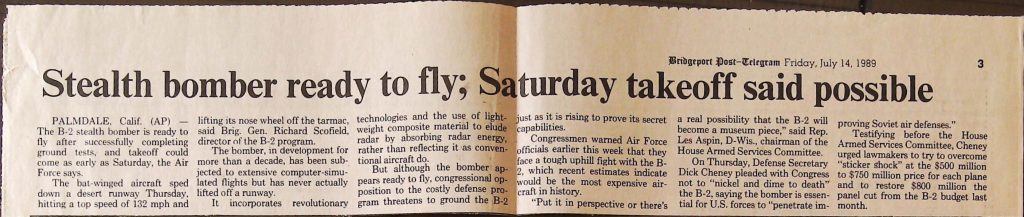 Bridgeport Post-Telegram Friday, July 14, 1989 3
Stealth bomber ready to fly; Saturday takeoff said possible
PALMDALE, Calif. (AP) —
The B-2 stealth bomber is ready to
fly after successfully completing
ground tests, and takeoff could
come as early as Saturday, the Air
Force says.
The bat-winged aircraft sped
down a desert runway Thursday,
hitting a top speed of 132 mph and
lifting its nose wheel off the tarmac,
said Brig. Gen. Richard Scofield,
director of the B-2 program.
The bomber, in development for
more than a decade, has been sub-
jected to extensive computer-simu-
lated flights but has never actually
lifted off a runway.
It incorporates revolutionary
technologies and the use of light-
weight composite material to elude
radar by absorbing radar energy,
rather than reflecting it as conven-
tional aircraft do.
But although the bomber ap-
pears ready to fly, congressional op-
position to the costly defense pro-
gram threatens to ground the B-2
just as it is rising to prove its secret
capabilities.
Congressmen warned Air Force
officials earlier this week that they
face a tough uphill fight with the B-
2, which recent estimates indicate
would be the most expensive air-
craft in history.
"Put it in perspective or there's
a real possibility that the B-2 will
become a museum piece," said Rep.
Les Aspin, D-Wis., chairman of the
House Armed Services Committee.
On Thursday, Defense Secretary
Dick Cheney pleaded with Congress
not to "nickel and dime to death"
the B-2, saying the bomber is essen-
tial for U.S. forces to "penetrate im-
proving Soviet air defenses."
Testifying before the House
Armed Services Committee, Cheney
urged lawmakers to try to overcome
"sticker shock" at the $500 million
to $750 million price for each plane
and to restore $800 million the
panel cut from the B-2 budget last
month.